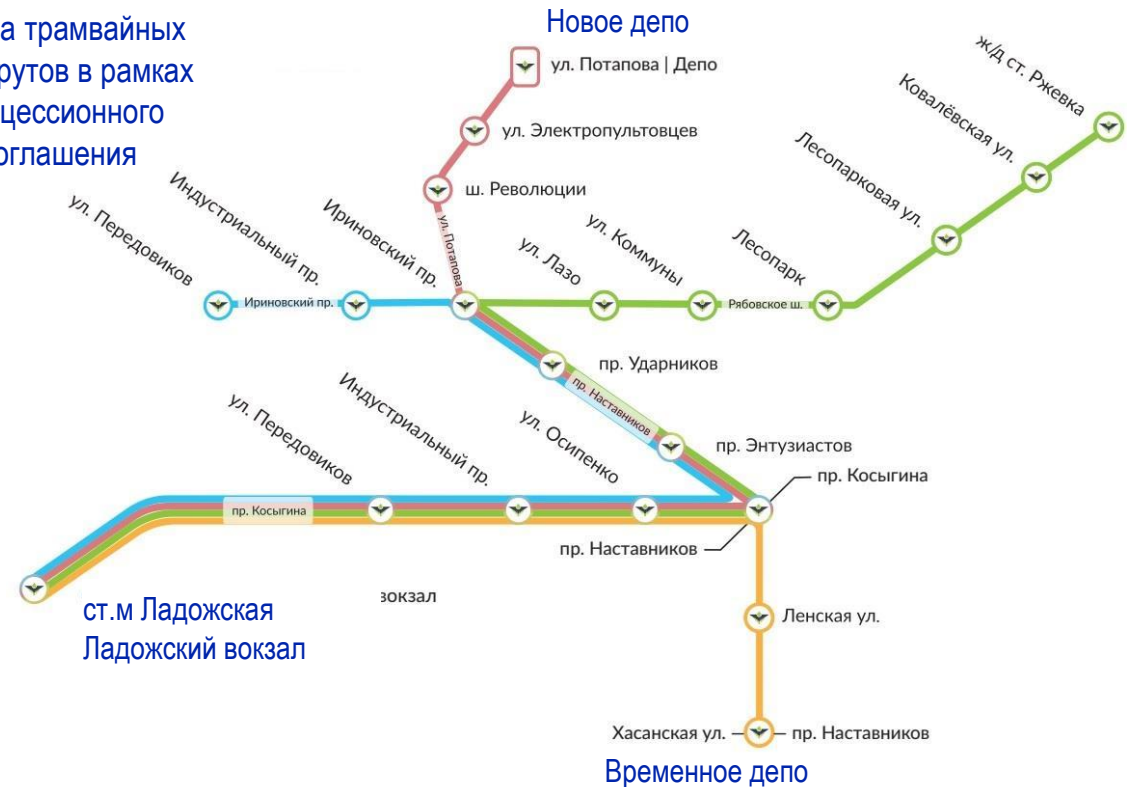 а трамвайных
рутов в рамках
цессионного
оглашения
Новое депо
ул. Потапова | Депо
ул. Электропультовцев
ш. Революции
ул. Потапова
ж/д ст. Ржевка
Ковалёвская ул.
Лесопарковая ул.
Лесопарк
ул. Коммуны
ул. Лазо
Ириновский пр.
Индустриальный пр.
ул. Передовиков
Ириновский пр.
Рябовское ш.
пр. Ударников
пр. Наставников
пр. Энтузиастов
ул. Передовиков
Индустриальный пр.
ул. Осипенко
пр. Косыгина
пр. Косыгина
пр. Наставников
ст.м Ладожская
Ладожский вокзал
вокзал
Ленская ул.
Хасанская ул.
пр. Наставников
Временное депо